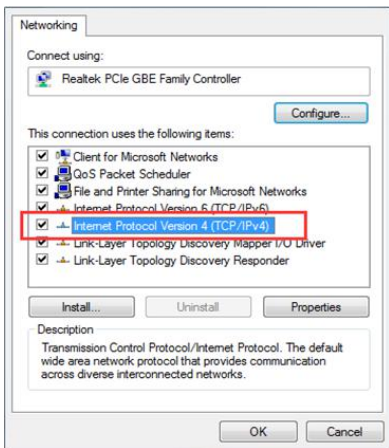 Networking
Connect using:
Realtek PCIe GBE Family Controller
Configure...
This connection uses the following items:
Client for Microsoft Networks
QoS Packet Scheduler
File and Printer Sharing for Microsoft Networks
Internet Protocol Version 6 (TCP/IPv6)
Internet Protocol Version 4 (TCP/IPv4)
Link-Layer Topology Discovery Mapper I/O Driver
Link-Layer Topology Discovery Responder
Install... Uninstall Properties
Description
Transmission Control Protocol/Internet Protocol. The default
wide area network protocol that provides communication
across diverse interconnected networks.
OK Cancel